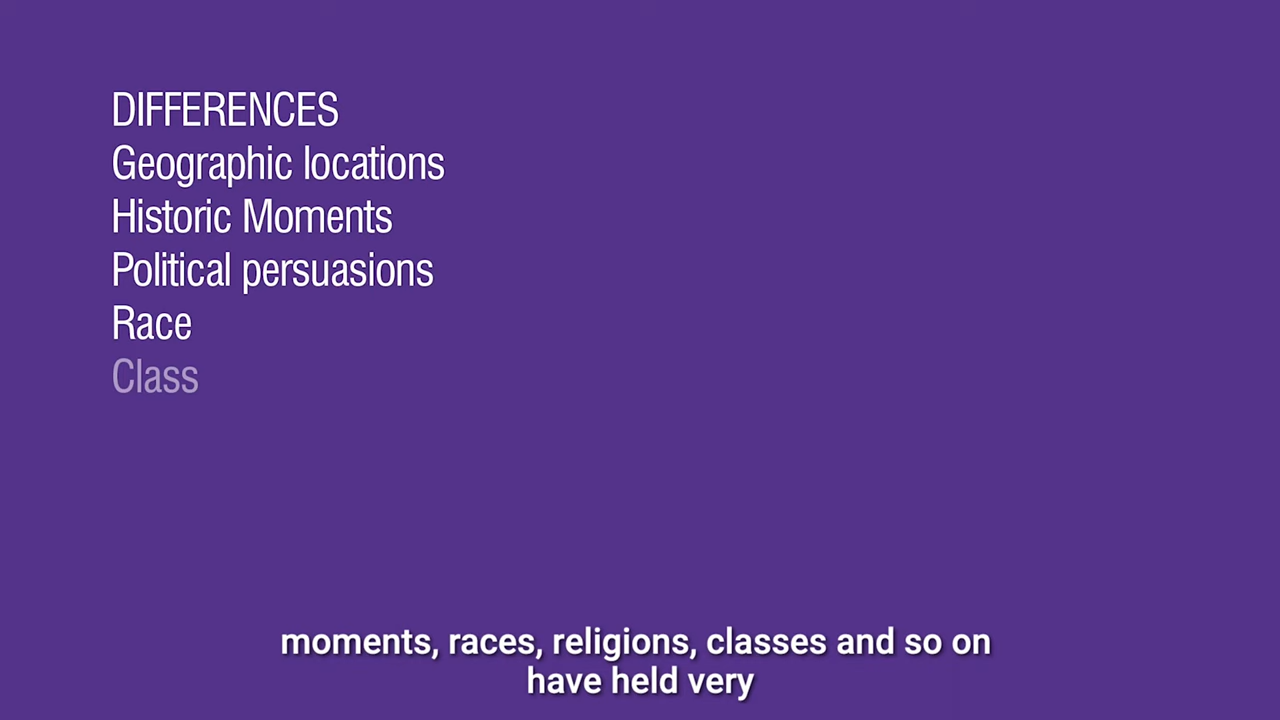 DIFFERENCES
Geographic locations
Historic Moments
Political persuasions
Race
Class
moments, races, religions, classes and so on
have held very